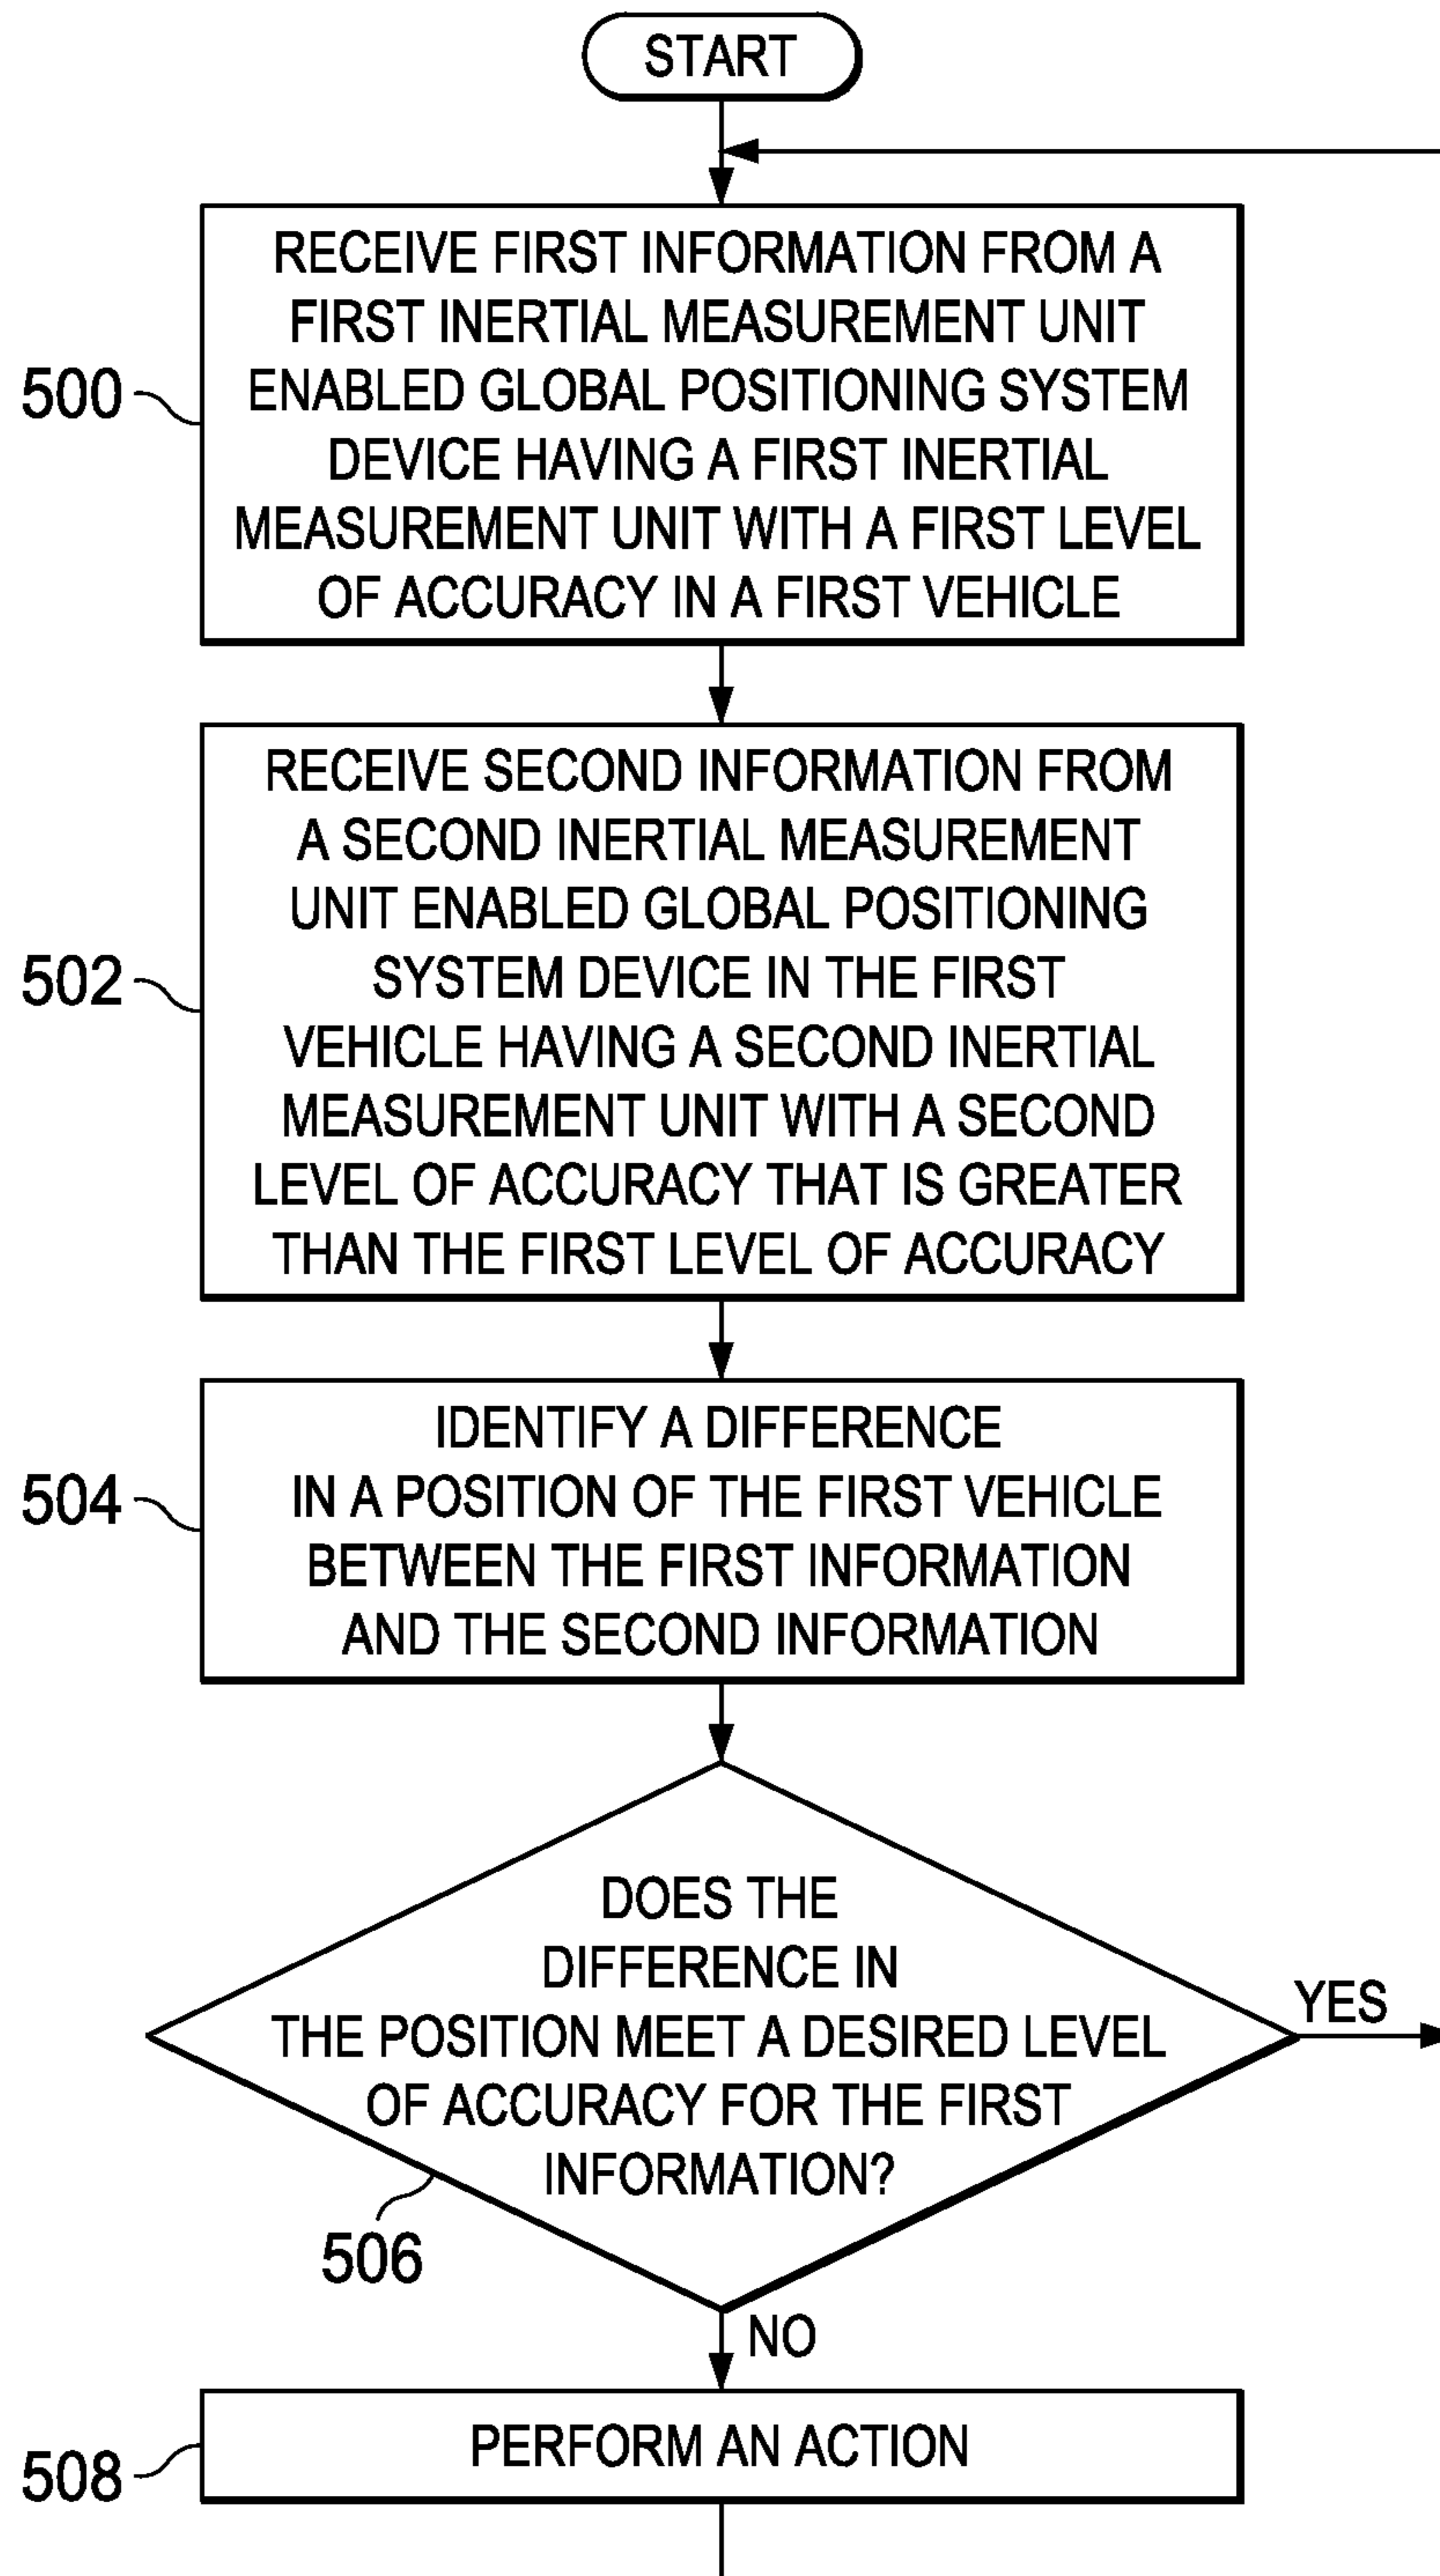 START
RECEIVE FIRST INFORMATION FROM A
FIRST INERTIAL MEASUREMENT UNIT
ENABLED GLOBAL POSITIONING SYSTEM
DEVICE HAVING A FIRST INERTIAL
MEASUREMENT UNIT WITH A FIRST LEVEL
OF ACCURACY IN A FIRST VEHICLE
500
RECEIVE SECOND INFORMATION FROM
A SECOND INERTIAL MEASUREMENT
UNIT ENABLED GLOBAL POSITIONING
SYSTEM DEVICE IN THE FIRST
VEHICLE HAVING A SECOND INERTIAL
MEASUREMENT UNIT WITH A SECOND
LEVEL OF ACCURACY THAT IS GREATER
THAN THE FIRST LEVEL OF ACCURACY
502
IDENTIFY A DIFFERENCE
IN A POSITION OF THE FIRST VEHICLE
BETWEEN THE FIRST INFORMATION
AND THE SECOND INFORMATION
504
DOES THE
DIFFERENCE IN
THE POSITION MEET A DESIRED LEVEL
OF ACCURACY FOR THE FIRST
INFORMATION?
YES
506
NO
PERFORM AN ACTION
508